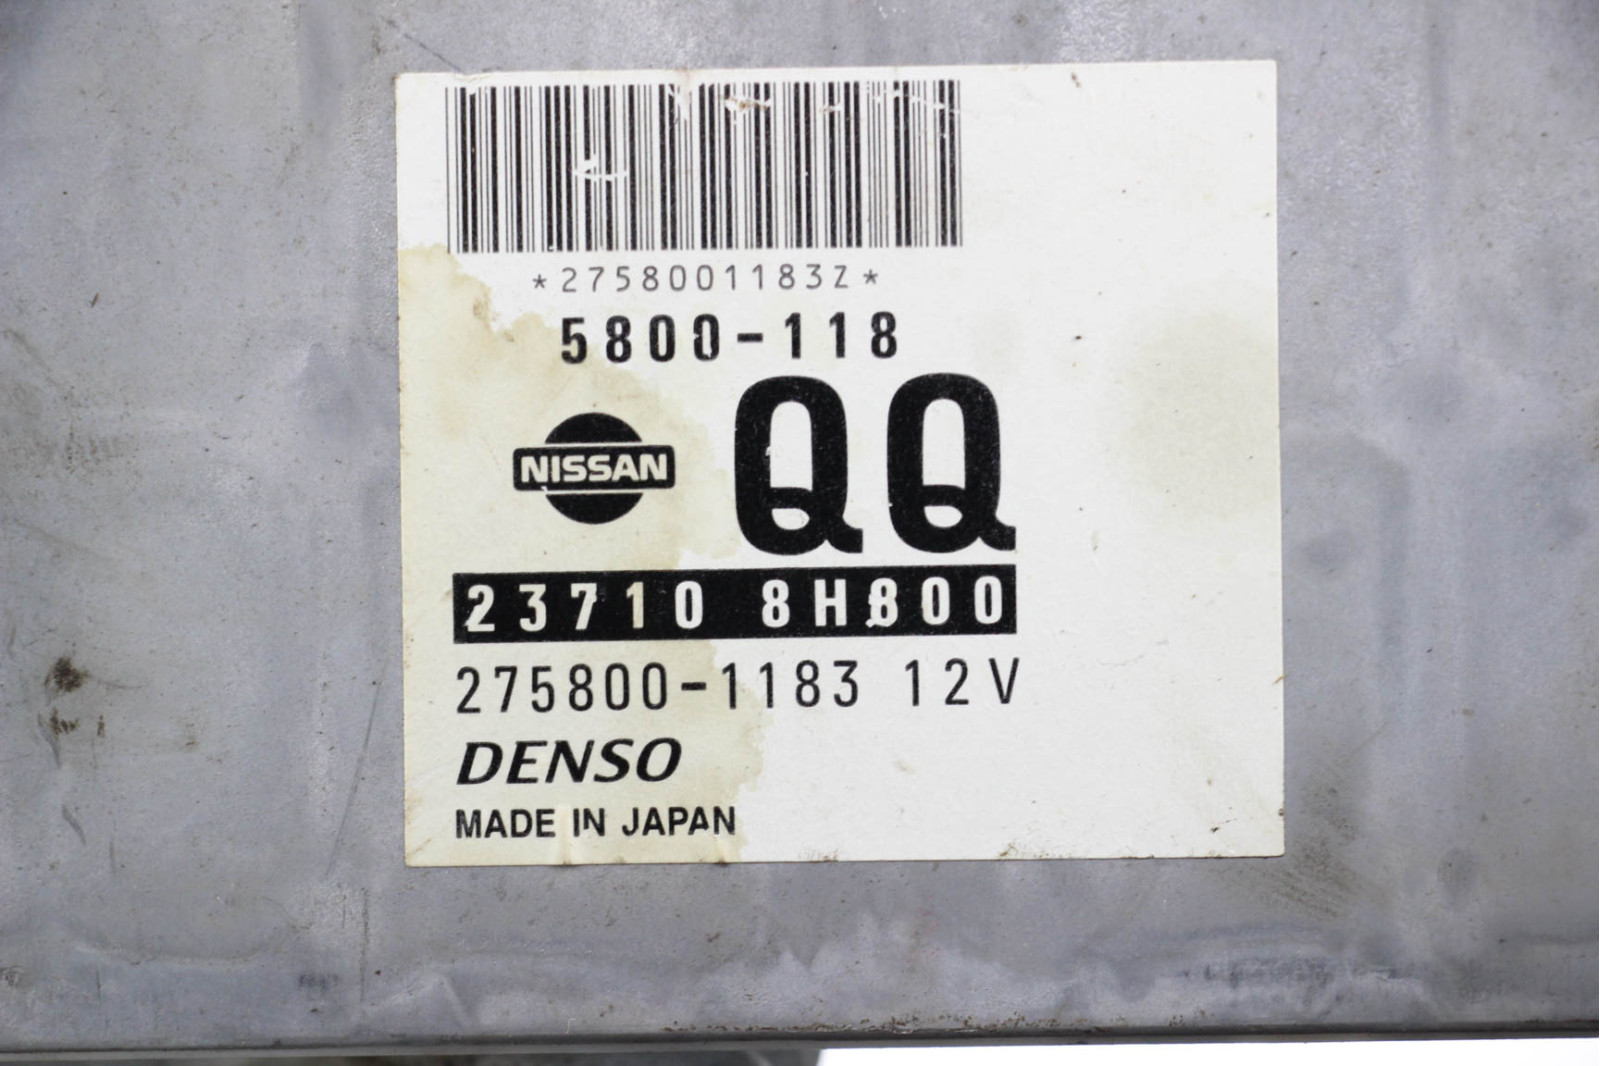 *2758001183Z*
5800-118
NISSAN
QQ
23710 8H800
275800-1183 12V
DENSO
MADE IN JAPAN